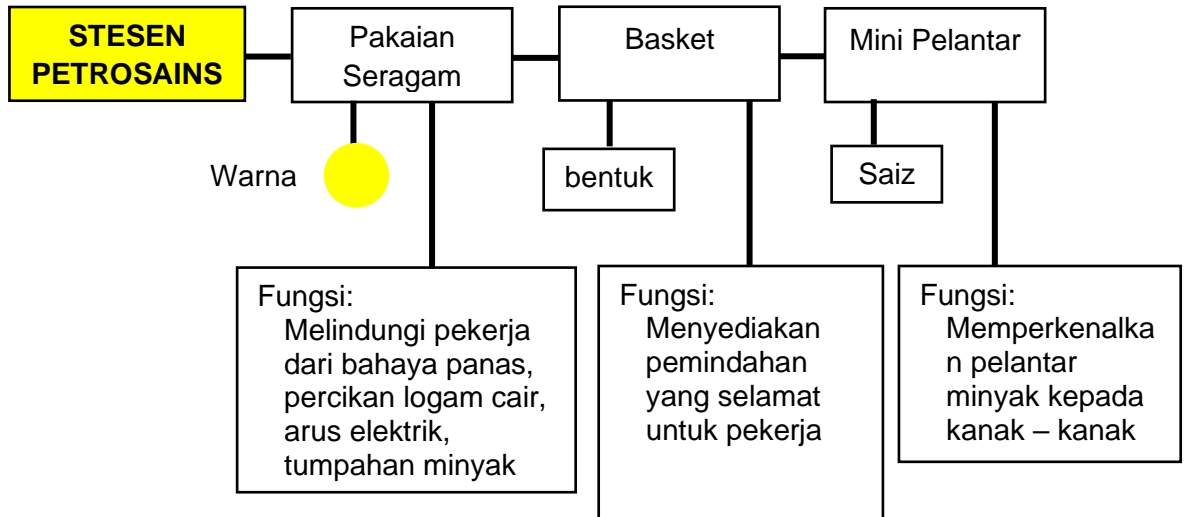 STESEN
PETROSAINS
Pakaian
Seragam
Basket
Mini Pelantar
Warna
bentuk
Saiz
Fungsi:
Melindungi pekerja
dari bahaya panas,
percikan logam cair,
arus elektrik,
tumpahan minyak
Fungsi:
Menyediakan
pemindahan
yang selamat
untuk pekerja
Fungsi:
Memperkenalka
n pelantar
minyak kepada
kanak – kanak